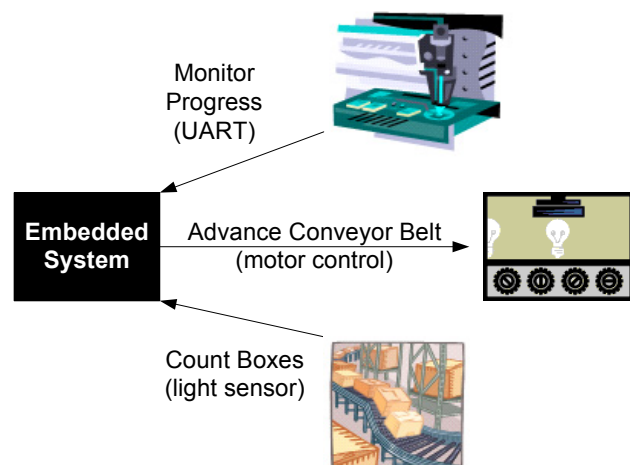 Monitor
Progress
(UART)
Embedded
System
Advance Conveyor Belt
(motor control)
Count Boxes
(light sensor)